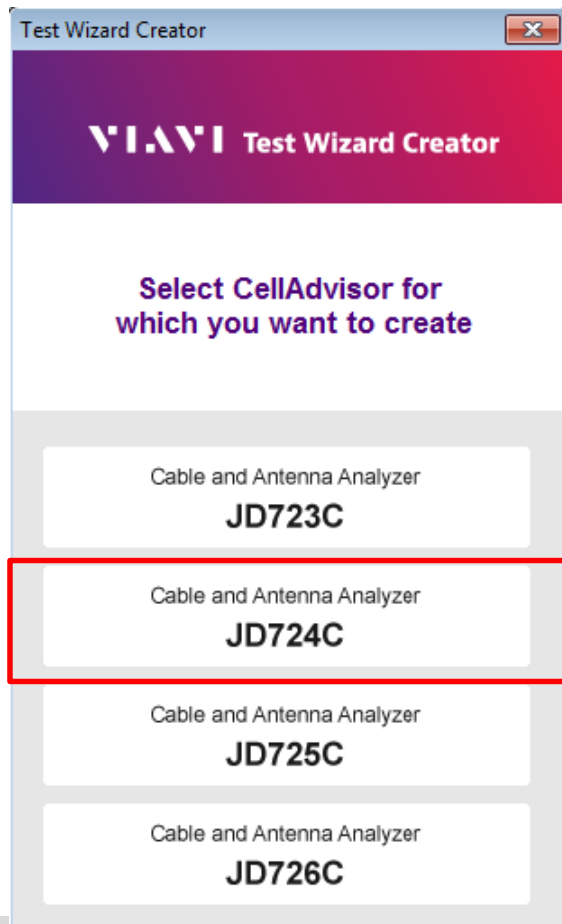 Test Wizard Creator
VIAVI Test Wizard Creator
Select CellAdvisor for
which you want to create
Cable and Antenna Analyzer
JD723C
Cable and Antenna Analyzer
JD724C
Cable and Antenna Analyzer
JD725C
Cable and Antenna Analyzer
JD726C